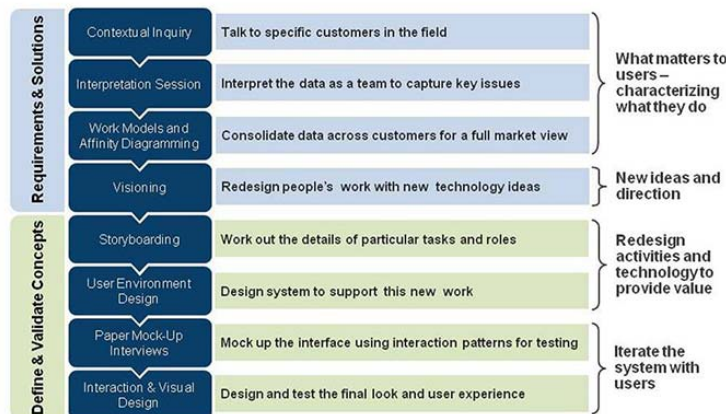 Requirements & Solutions
Contextual Inquiry
Talk to specific customers in the field
Interpretation Session
Interpret the data as a team to capture key issues
Work Models and
Affinity Diagramming
Consolidate data across customers for a full market view
What matters to
users –
characterizing
what they do
Visioning
Redesign people's work with new technology ideas
New ideas and
direction
Define & Validate Concepts
Storyboarding
Work out the details of particular tasks and roles
User Environment
Design
Design system to support this new work
Redesign
activities and
technology to
provide value
Paper Mock-Up
Interviews
Mock up the interface using interaction patterns for testing
Interaction & Visual
Design
Design and test the final look and user experience
Iterate the
system with
users